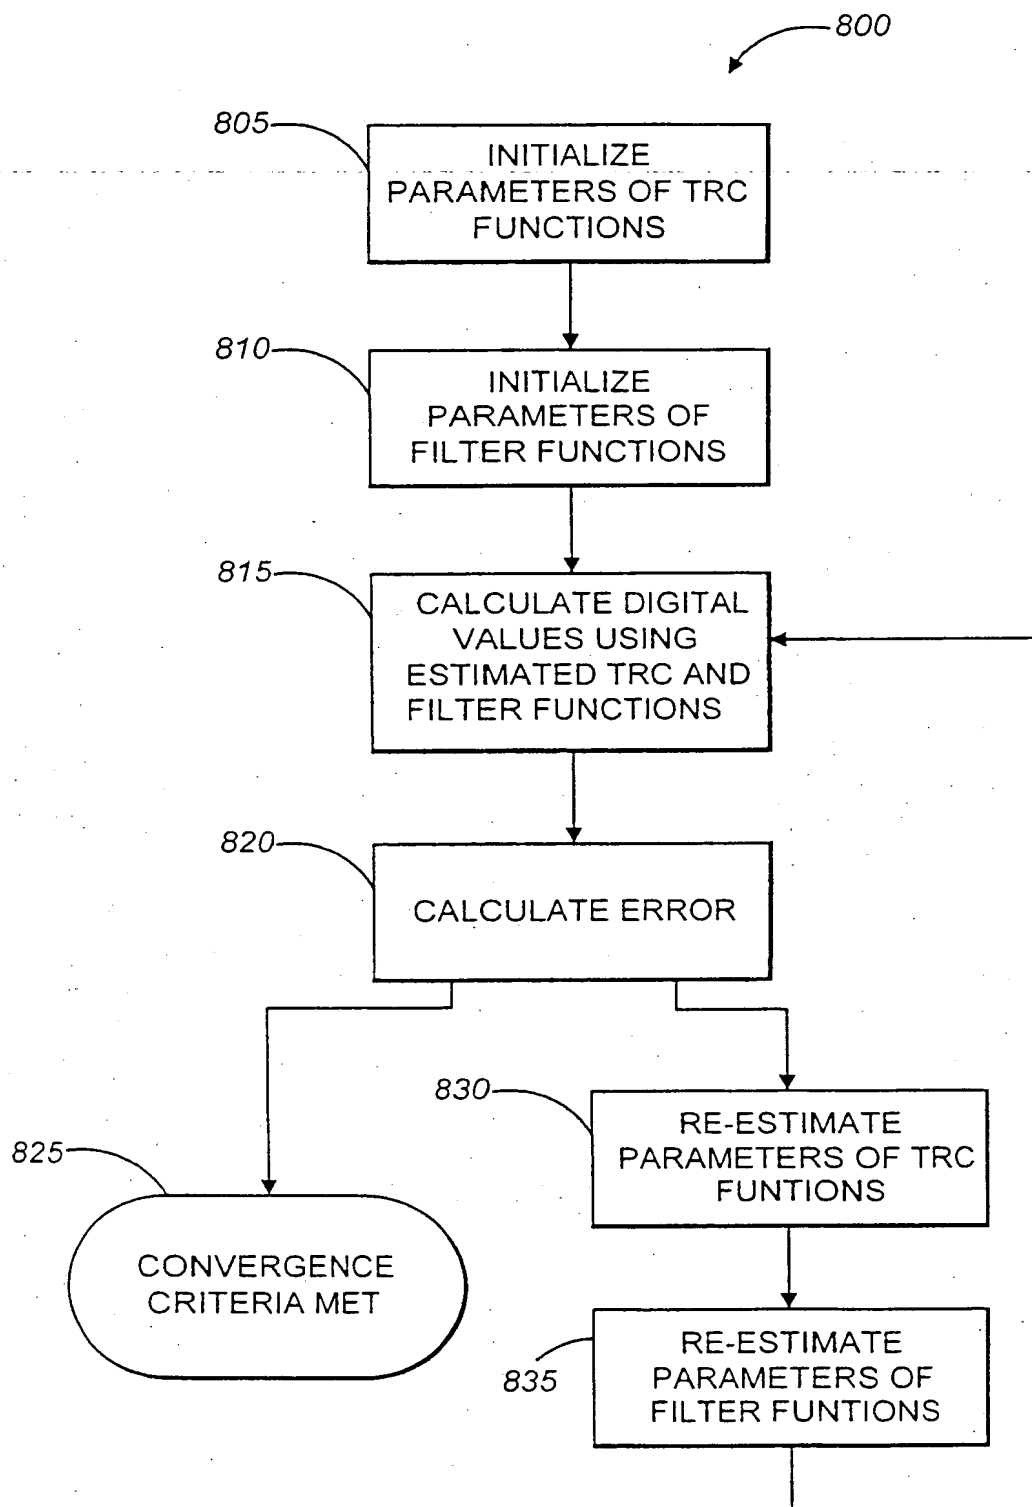 800
805
INITIALIZE
PARAMETERS OF TRC
FUNCTIONS
810
INITIALIZE
PARAMETERS OF
FILTER FUNCTIONS
815
CALCULATE DIGITAL
VALUES USING
ESTIMATED TRC AND
FILTER FUNCTIONS
820
CALCULATE ERROR
825
CONVERGENCE
CRITERIA MET
830
RE-ESTIMATE
PARAMETERS OF TRC
FUNTIONS
835
RE-ESTIMATE
PARAMETERS OF
FILTER FUNTIONS